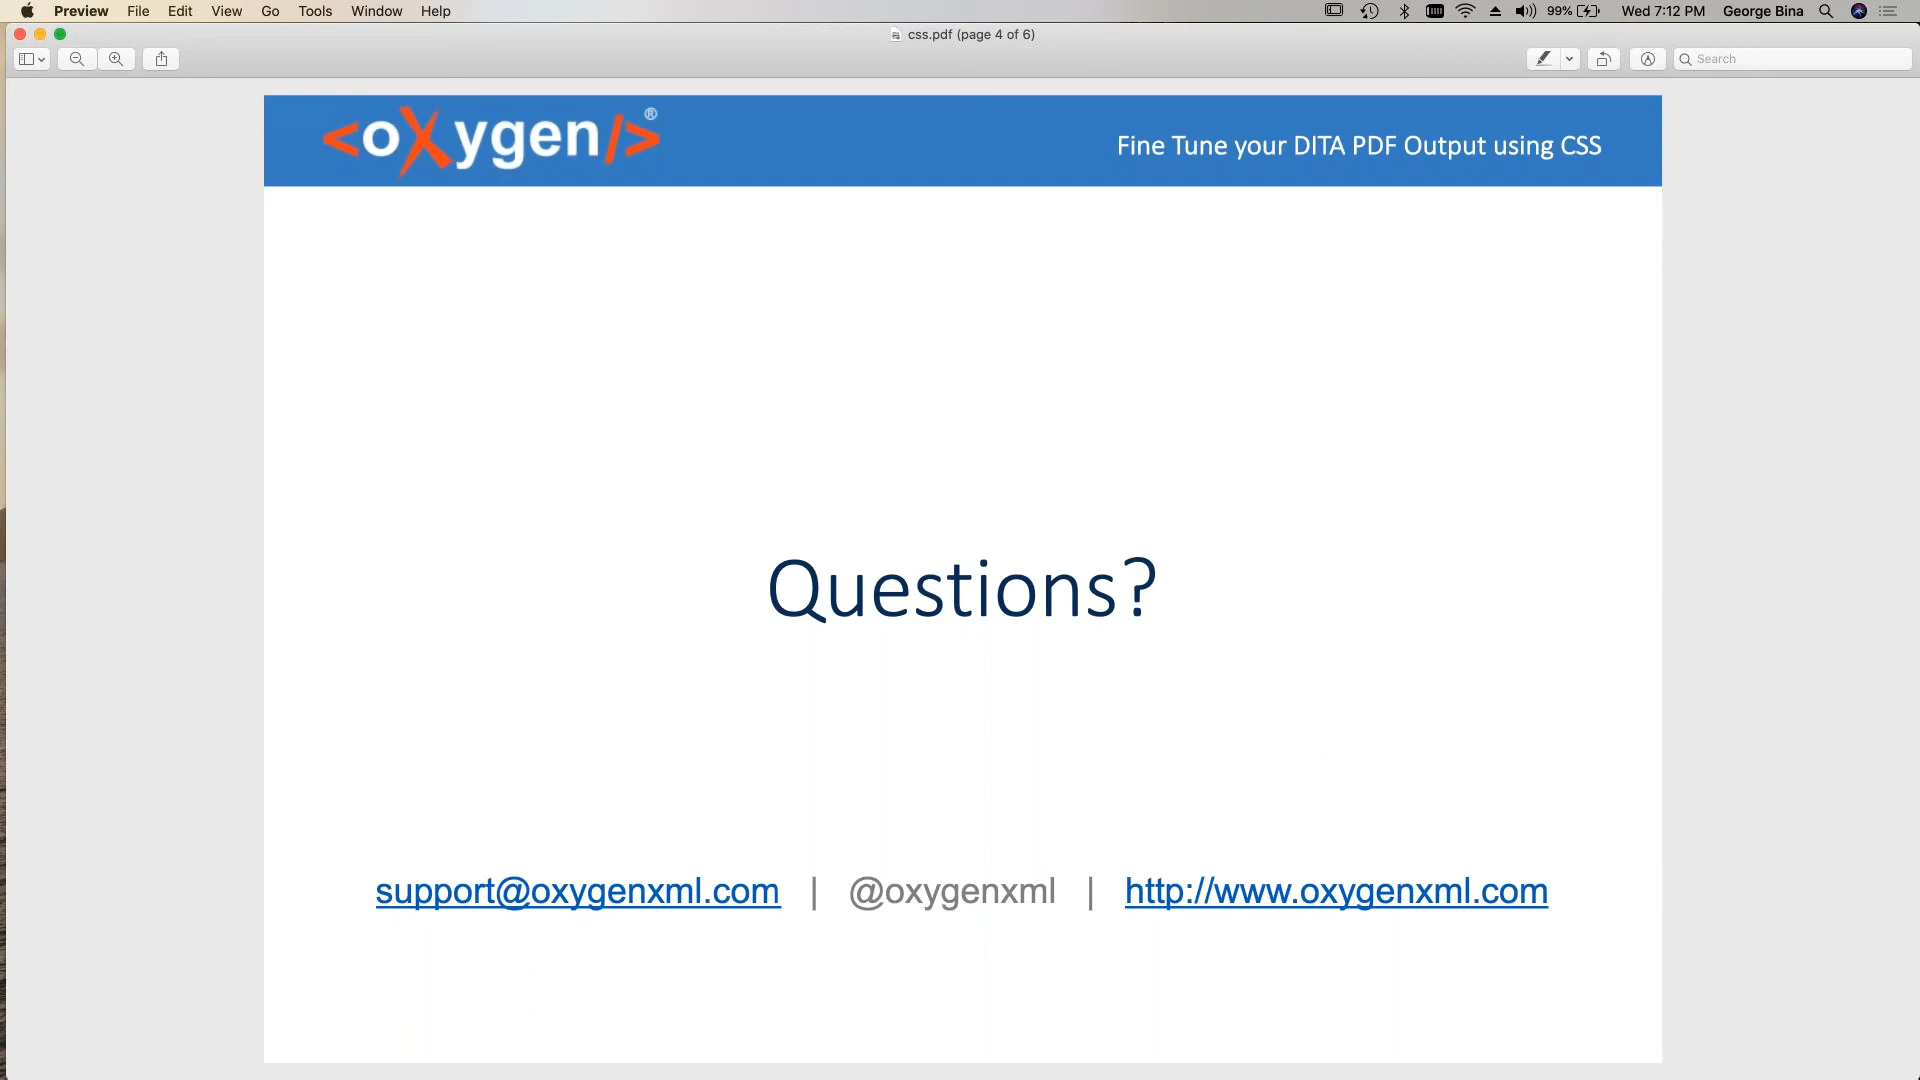 Preview File Edit View Go Tools Window Help 99% Wed 7:12 PM George Bina
css.pdf (page 4 of 6)
Search
<oXygen/>®
Fine Tune your DITA PDF Output using CSS
Questions?
support@oxygenxml.com | @oxygenxml | http://www.oxygenxml.com